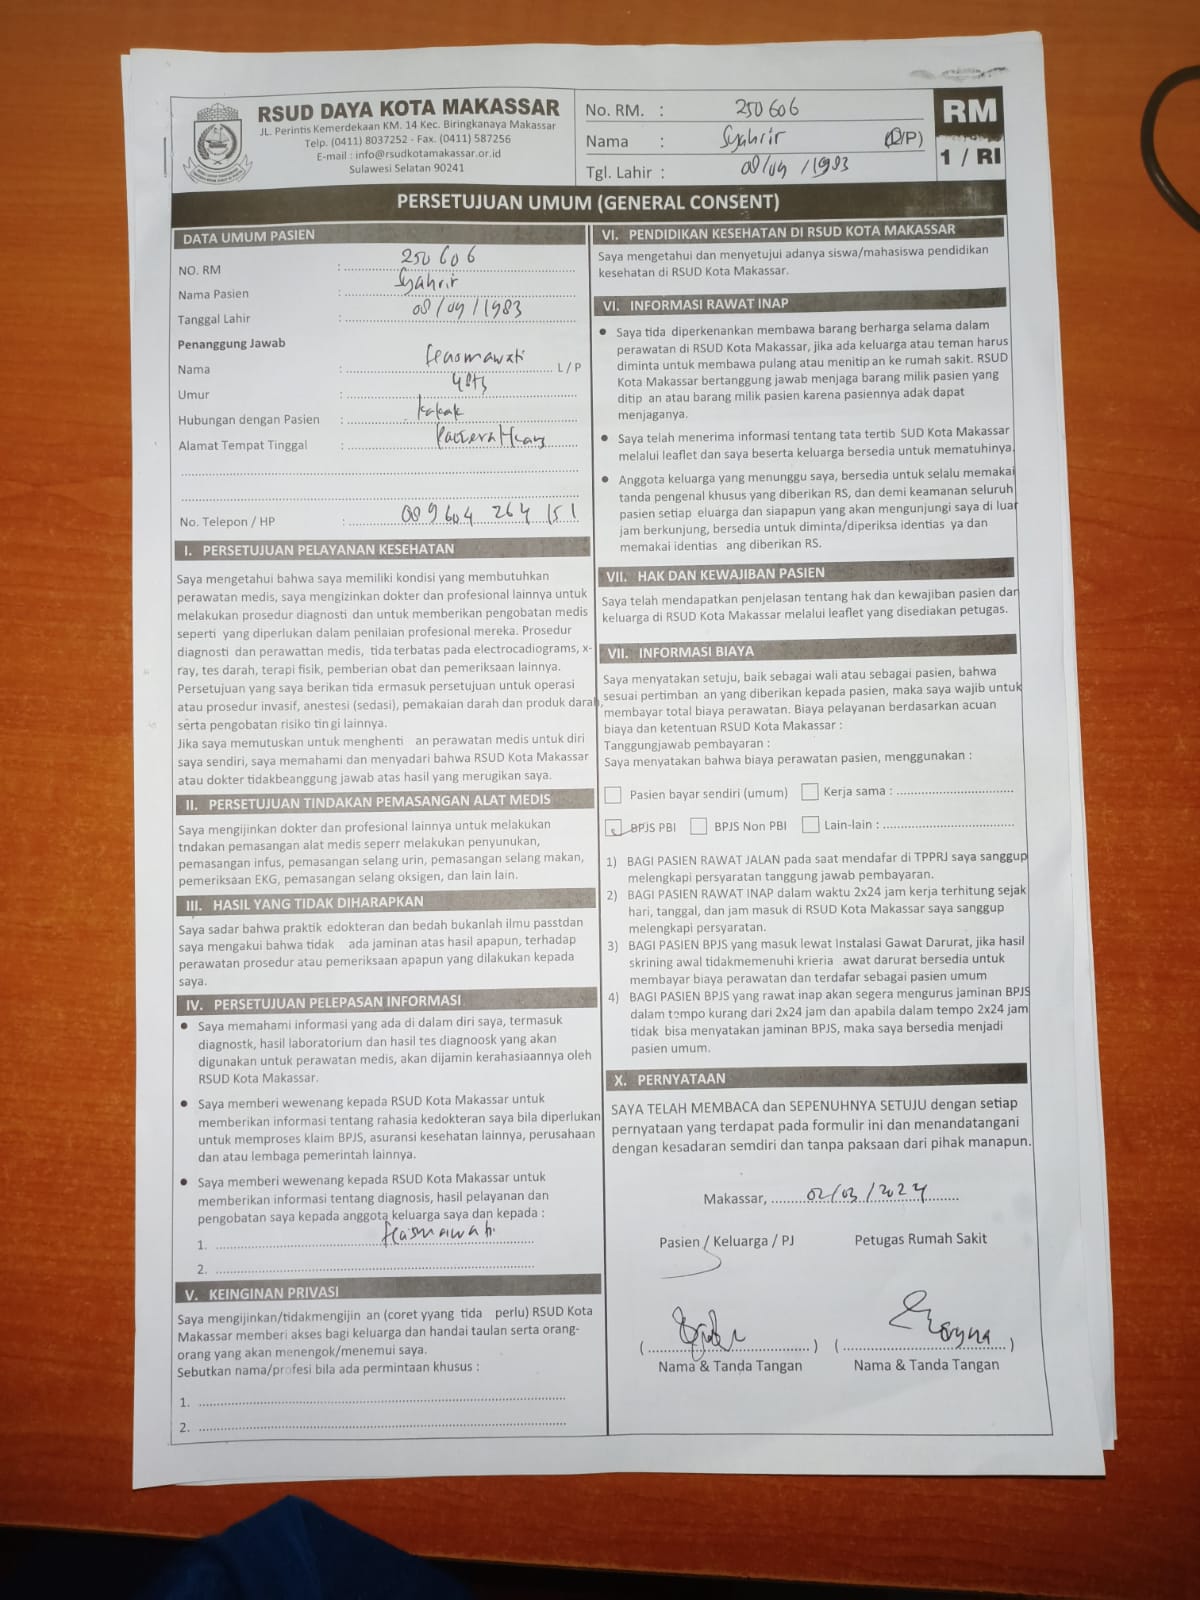 RSUD DAYA KOTA MAKASSAR
JL. Perintis Kemerdekaan KM. 14 Kec. Biringkanaya Makassar
Telp. (0411) 8037252 - Fax. (0411) 587256
E-mail : info@rsudkotamakassar.or.id
Sulawesi Selatan 90241
No. RM. : 250606
Nama : Syahrir (L/P)
Tgl. Lahir : 08/09/1983
RM
1 / RI
PERSETUJUAN UMUM (GENERAL CONSENT)
DATA UMUM PASIEN
NO. RM : 250606
Nama Pasien : Syahrir
Tanggal Lahir : 08/09/1983
Penanggung Jawab
Nama : Hasmawati L / P
Umur :
Hubungan dengan Pasien : kakak
Alamat Tempat Tinggal :
No. Telepon / HP : 089 604 264 151
I. PERSETUJUAN PELAYANAN KESEHATAN
Saya mengetahui bahwa saya memiliki kondisi yang membutuhkan
perawatan medis, saya mengizinkan dokter dan profesional lainnya untuk
melakukan prosedur diagnosti dan untuk memberikan pengobatan medis
seperti yang diperlukan dalam penilaian profesional mereka. Prosedur
diagnosti dan perawattan medis, tida terbatas pada electrocadiograms, x-
ray, tes darah, terapi fisik, pemberian obat dan pemeriksaan lainnya.
Persetujuan yang saya berikan tida ermasuk persetujuan untuk operasi
atau prosedur invasif, anestesi (sedasi), pemakaian darah dan produk darah,
serta pengobatan risiko tin gi lainnya.
Jika saya memutuskan untuk menghenti an perawatan medis untuk diri
saya sendiri, saya memahami dan menyadari bahwa RSUD Kota Makassar
atau dokter tidakbeanggung jawab atas hasil yang merugikan saya.
II. PERSETUJUAN TINDAKAN PEMASANGAN ALAT MEDIS
Saya mengijinkan dokter dan profesional lainnya untuk melakukan
tndakan pemasangan alat medis seperr melakukan penyunukan,
pemasangan infus, pemasangan selang urin, pemasangan selang makan,
pemeriksaan EKG, pemasangan selang oksigen, dan lain lain.
III. HASIL YANG TIDAK DIHARAPKAN
Saya sadar bahwa praktik edokteran dan bedah bukanlah ilmu passtdan
saya mengakui bahwa tidak ada jaminan atas hasil apapun, terhadap
perawatan prosedur atau pemeriksaan apapun yang dilakukan kepada
saya.
IV. PERSETUJUAN PELEPASAN INFORMASI
● Saya memahami informasi yang ada di dalam diri saya, termasuk
diagnostk, hasil laboratorium dan hasil tes diagnoosk yang akan
digunakan untuk perawatan medis, akan dijamin kerahasiaannya oleh
RSUD Kota Makassar.
● Saya memberi wewenang kepada RSUD Kota Makassar untuk
memberikan informasi tentang rahasia kedokteran saya bila diperlukan
untuk memproses klaim BPJS, asuransi kesehatan lainnya, perusahaan
dan atau lembaga pemerintah lainnya.
● Saya memberi wewenang kepada RSUD Kota Makassar untuk
memberikan informasi tentang diagnosis, hasil pelayanan dan
pengobatan saya kepada anggota keluarga saya dan kepada :
1. Hasmawati
2.
V. KEINGINAN PRIVASI
Saya mengijinkan/tidakmengijin an (coret yyang tida perlu) RSUD Kota
Makassar memberi akses bagi keluarga dan handai taulan serta orang-
orang yang akan menengok/menemui saya.
Sebutkan nama/profesi bila ada permintaan khusus :
1.
2.
VI. PENDIDIKAN KESEHATAN DI RSUD KOTA MAKASSAR
Saya mengetahui dan menyetujui adanya siswa/mahasiswa pendidikan
kesehatan di RSUD Kota Makassar.
VI. INFORMASI RAWAT INAP
● Saya tida diperkenankan membawa barang berharga selama dalam
perawatan di RSUD Kota Makassar, jika ada keluarga atau teman harus
diminta untuk membawa pulang atau menitip an ke rumah sakit. RSUD
Kota Makassar bertanggung jawab menjaga barang milik pasien yang
ditip an atau barang milik pasien karena pasiennya adak dapat
menjaganya.
● Saya telah menerima informasi tentang tata tertib SUD Kota Makassar
melalui leaflet dan saya beserta keluarga bersedia untuk mematuhinya.
● Anggota keluarga yang menunggu saya, bersedia untuk selalu memakai
tanda pengenal khusus yang diberikan RS, dan demi keamanan seluruh
pasien setiap eluarga dan siapapun yang akan mengunjungi saya di luar
jam berkunjung, bersedia untuk diminta/diperiksa identias ya dan
memakai identias ang diberikan RS.
VII. HAK DAN KEWAJIBAN PASIEN
Saya telah mendapatkan penjelasan tentang hak dan kewajiban pasien dan
keluarga di RSUD Kota Makassar melalui leaflet yang disediakan petugas.
VII. INFORMASI BIAYA
Saya menyatakan setuju, baik sebagai wali atau sebagai pasien, bahwa
sesuai pertimban an yang diberikan kepada pasien, maka saya wajib untuk
membayar total biaya perawatan. Biaya pelayanan berdasarkan acuan
biaya dan ketentuan RSUD Kota Makassar :
Tanggungjawab pembayaran :
Saya menyatakan bahwa biaya perawatan pasien, menggunakan :
Pasien bayar sendiri (umum) Kerja sama :
BPJS PBI BPJS Non PBI Lain-lain :
1) BAGI PASIEN RAWAT JALAN pada saat mendafar di TPPRJ saya sanggup
melengkapi persyaratan tanggung jawab pembayaran.
2) BAGI PASIEN RAWAT INAP dalam waktu 2x24 jam kerja terhitung sejak
hari, tanggal, dan jam masuk di RSUD Kota Makassar saya sanggup
melengkapi persyaratan.
3) BAGI PASIEN BPJS yang masuk lewat Instalasi Gawat Darurat, jika hasil
skrining awal tidakmemenuhi krieria awat darurat bersedia untuk
membayar biaya perawatan dan terdafar sebagai pasien umum
4) BAGI PASIEN BPJS yang rawat inap akan segera mengurus jaminan BPJS
dalam tempo kurang dari 2x24 jam dan apabila dalam tempo 2x24 jam
tidak bisa menyatakan jaminan BPJS, maka saya bersedia menjadi
pasien umum.
X. PERNYATAAN
SAYA TELAH MEMBACA dan SEPENUHNYA SETUJU dengan setiap
pernyataan yang terdapat pada formulir ini dan menandatangani
dengan kesadaran semdiri dan tanpa paksaan dari pihak manapun.
Makassar, 02/03/2024
Pasien / Keluarga / PJ Petugas Rumah Sakit
Nama & Tanda Tangan Nama & Tanda Tangan